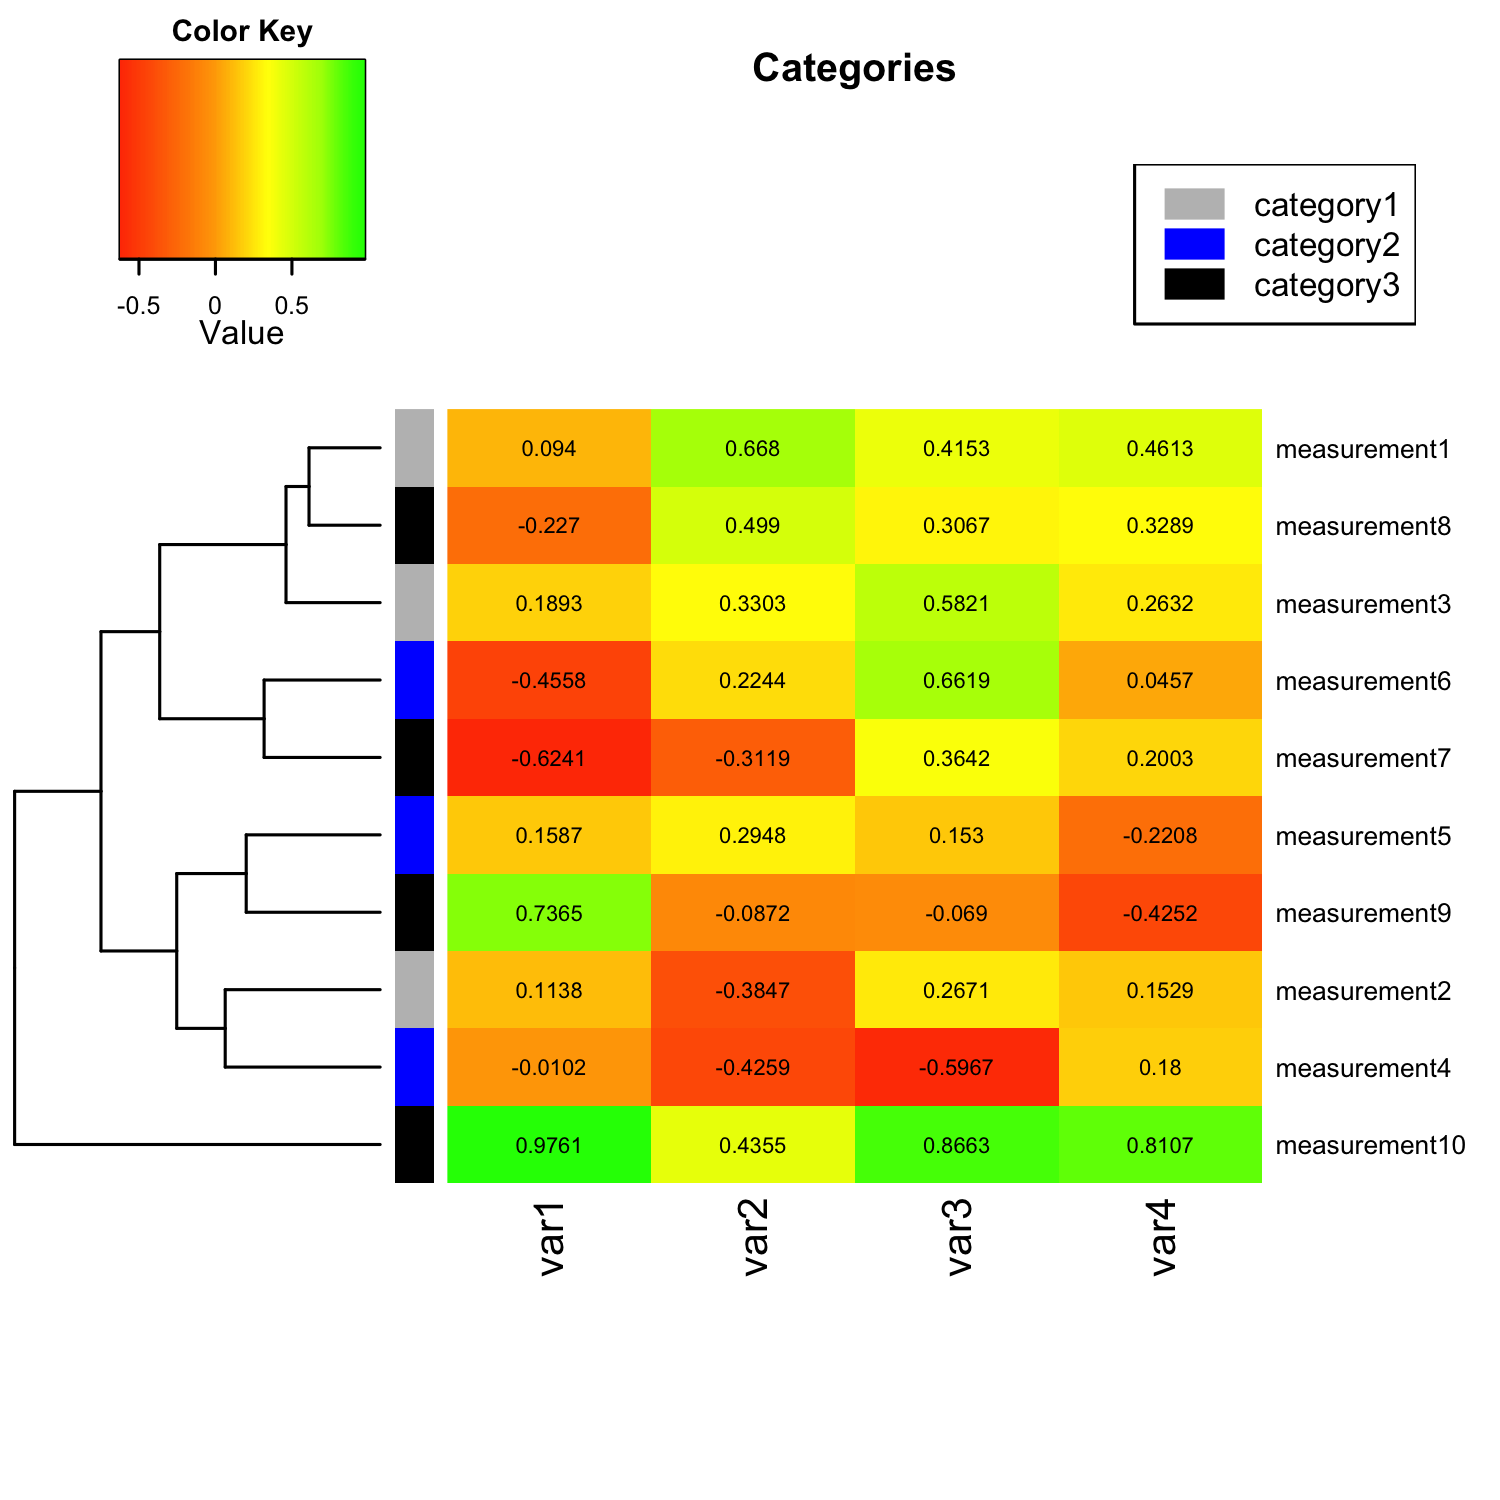 Color Key
-0.5 0 0.5
Value
Categories
category1
category2
category3
0.094 0.668 0.4153 0.4613 measurement1
-0.227 0.499 0.3067 0.3289 measurement8
0.1893 0.3303 0.5821 0.2632 measurement3
-0.4558 0.2244 0.6619 0.0457 measurement6
-0.6241 -0.3119 0.3642 0.2003 measurement7
0.1587 0.2948 0.153 -0.2208 measurement5
0.7365 -0.0872 -0.069 -0.4252 measurement9
0.1138 -0.3847 0.2671 0.1529 measurement2
-0.0102 -0.4259 -0.5967 0.18 measurement4
0.9761 0.4355 0.8663 0.8107 measurement10
var1 var2 var3 var4